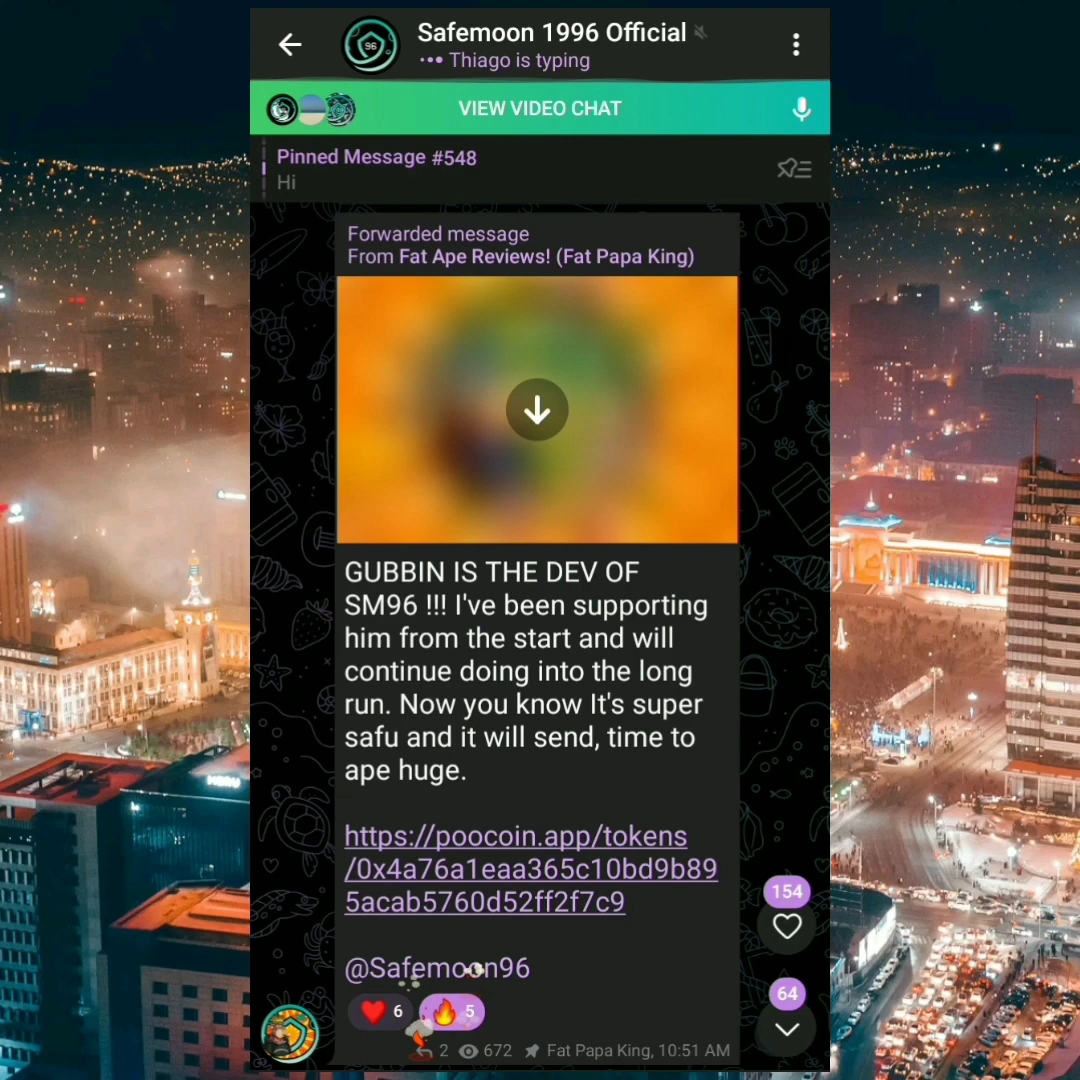 96
Safemoon 1996 Official
Thiago is typing
VIEW VIDEO CHAT
Pinned Message #548
Hi
Forwarded message
From Fat Ape Reviews! (Fat Papa King)
GUBBIN IS THE DEV OF
SM96 !!! I've been supporting
him from the start and will
continue doing into the long
run. Now you know It's super
safu and it will send, time to
ape huge.
https://poocoin.app/tokens
/0x4a76a1eaa365c10bd9b89
5acab5760d52ff2f7c9
154
@Safemoon96
64
6
5
2 672 Fat Papa King, 10:51 AM